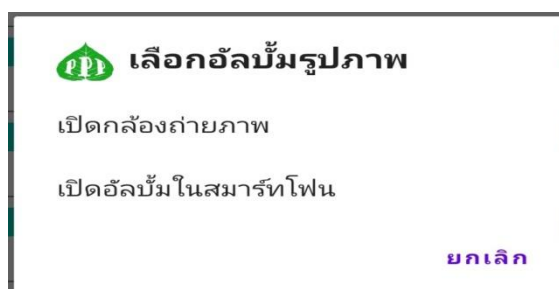 PPP
เลือกอัลบั้มรูปภาพ
เปิดกล้องถ่ายภาพ
เปิดอัลบั้มในสมาร์ทโฟน
ยกเลิก